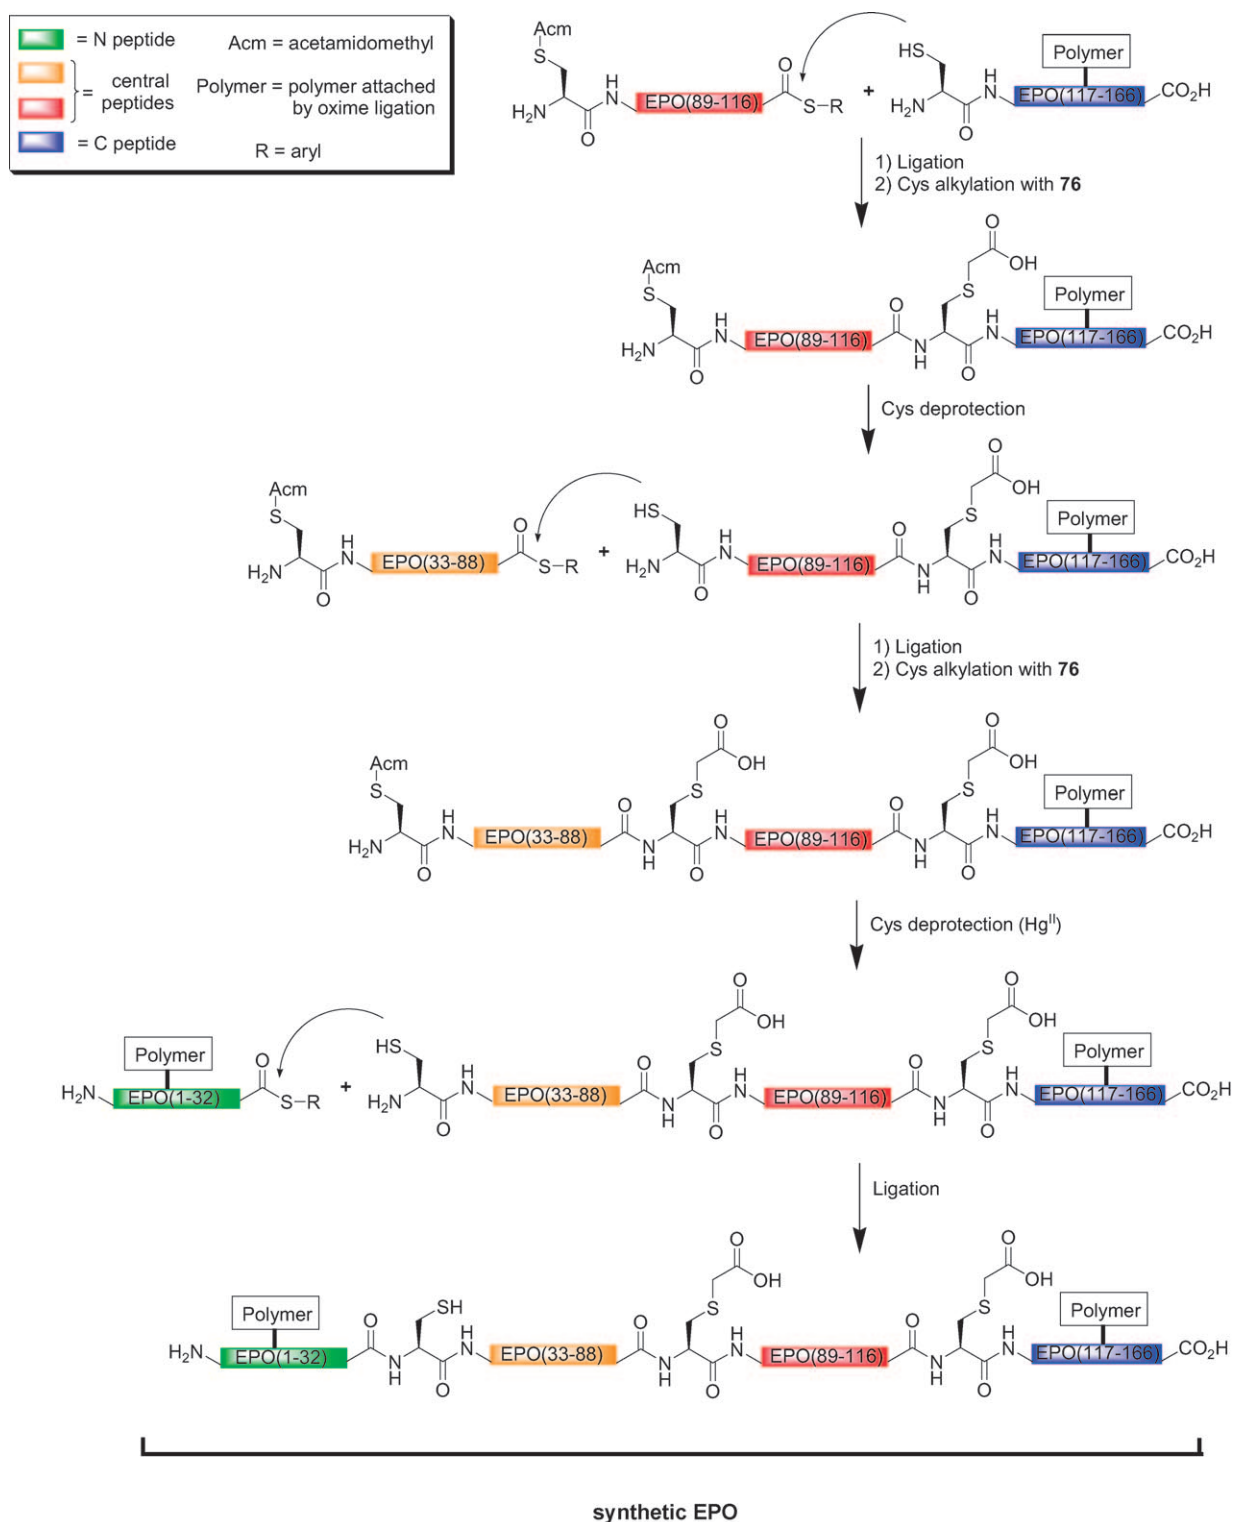 = N peptide
Acm = acetamidomethyl
= central peptides
Polymer = polymer attached
by oxime ligation
= C peptide
R = aryl
Acm
S
H2N
O
H
N
EPO(89-116)
O
S–R
+
HS
H2N
O
H
N
Polymer
EPO(117-166)
CO2H
1) Ligation
2) Cys alkylation with 76
Acm
S
H2N
O
H
N
EPO(89-116)
O
N
H
S
O
OH
O
H
N
Polymer
EPO(117-166)
CO2H
Cys deprotection
Acm
S
H2N
O
H
N
EPO(33-88)
O
S–R
+
HS
H2N
O
H
N
EPO(89-116)
O
N
H
S
O
OH
O
H
N
Polymer
EPO(117-166)
CO2H
1) Ligation
2) Cys alkylation with 76
Acm
S
H2N
O
H
N
EPO(33-88)
O
N
H
S
O
OH
O
H
N
EPO(89-116)
O
N
H
S
O
OH
O
H
N
Polymer
EPO(117-166)
CO2H
Cys deprotection (HgII)
H2N
Polymer
EPO(1-32)
O
S–R
+
HS
H2N
O
H
N
EPO(33-88)
O
N
H
S
O
OH
O
H
N
EPO(89-116)
O
N
H
S
O
OH
O
H
N
Polymer
EPO(117-166)
CO2H
Ligation
H2N
Polymer
EPO(1-32)
O
N
H
SH
O
H
N
EPO(33-88)
O
N
H
S
O
OH
O
H
N
EPO(89-116)
O
N
H
S
O
OH
O
H
N
Polymer
EPO(117-166)
CO2H
synthetic EPO